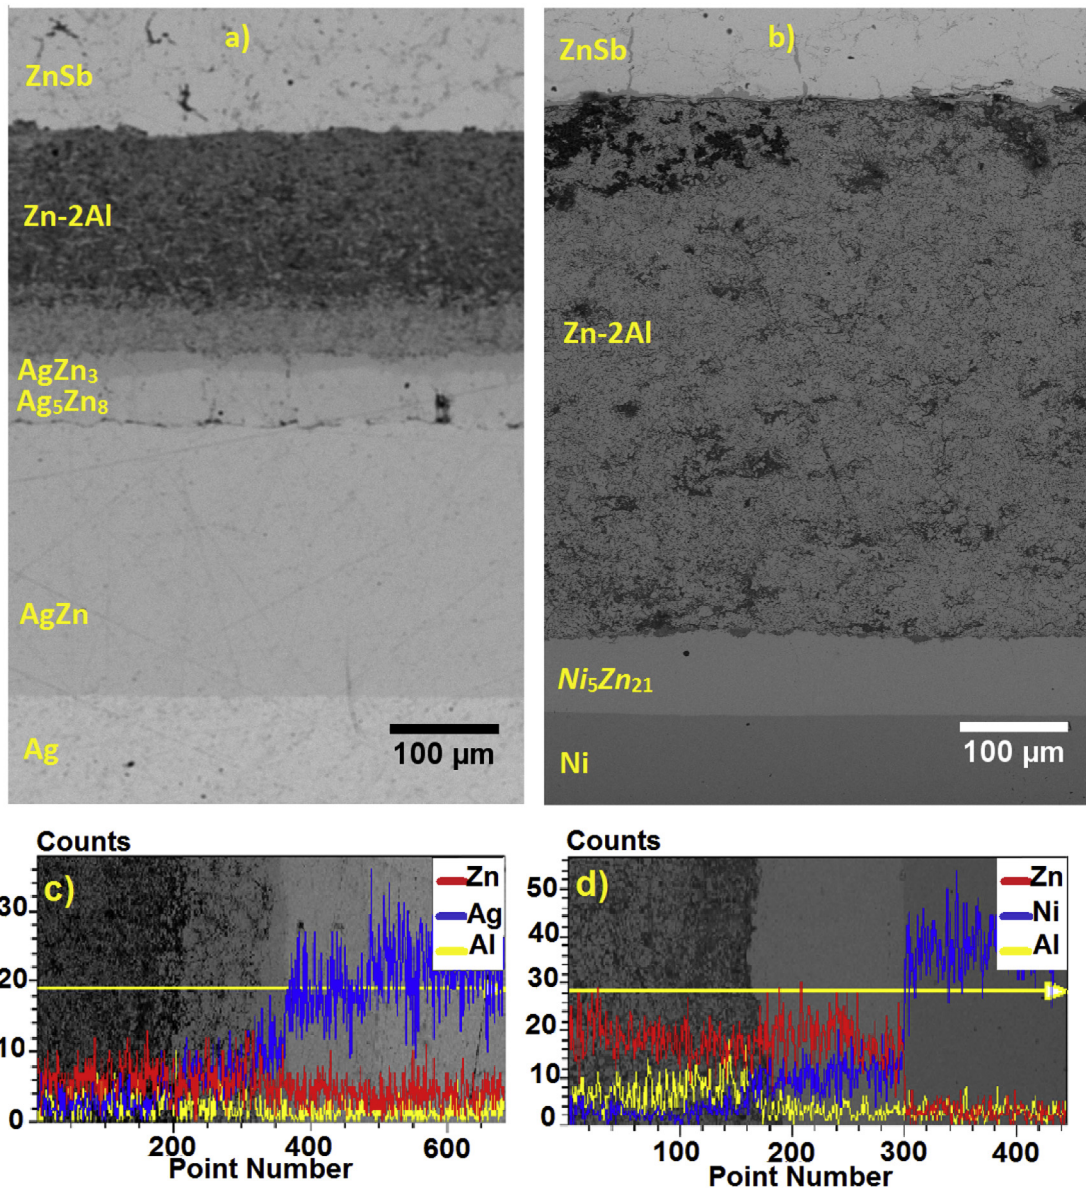 a)
ZnSb
Zn-2Al
AgZn₃
Ag₅Zn₈
AgZn
Ag
100 µm
b)
ZnSb
Zn-2Al
Ni₅Zn₂₁
Ni
100 µm
Counts
c)
Zn
Ag
Al
30
20
10
0
200 400 600
Point Number
Counts
d)
Zn
Ni
Al
50
40
30
20
10
0
100 200 300 400
Point Number